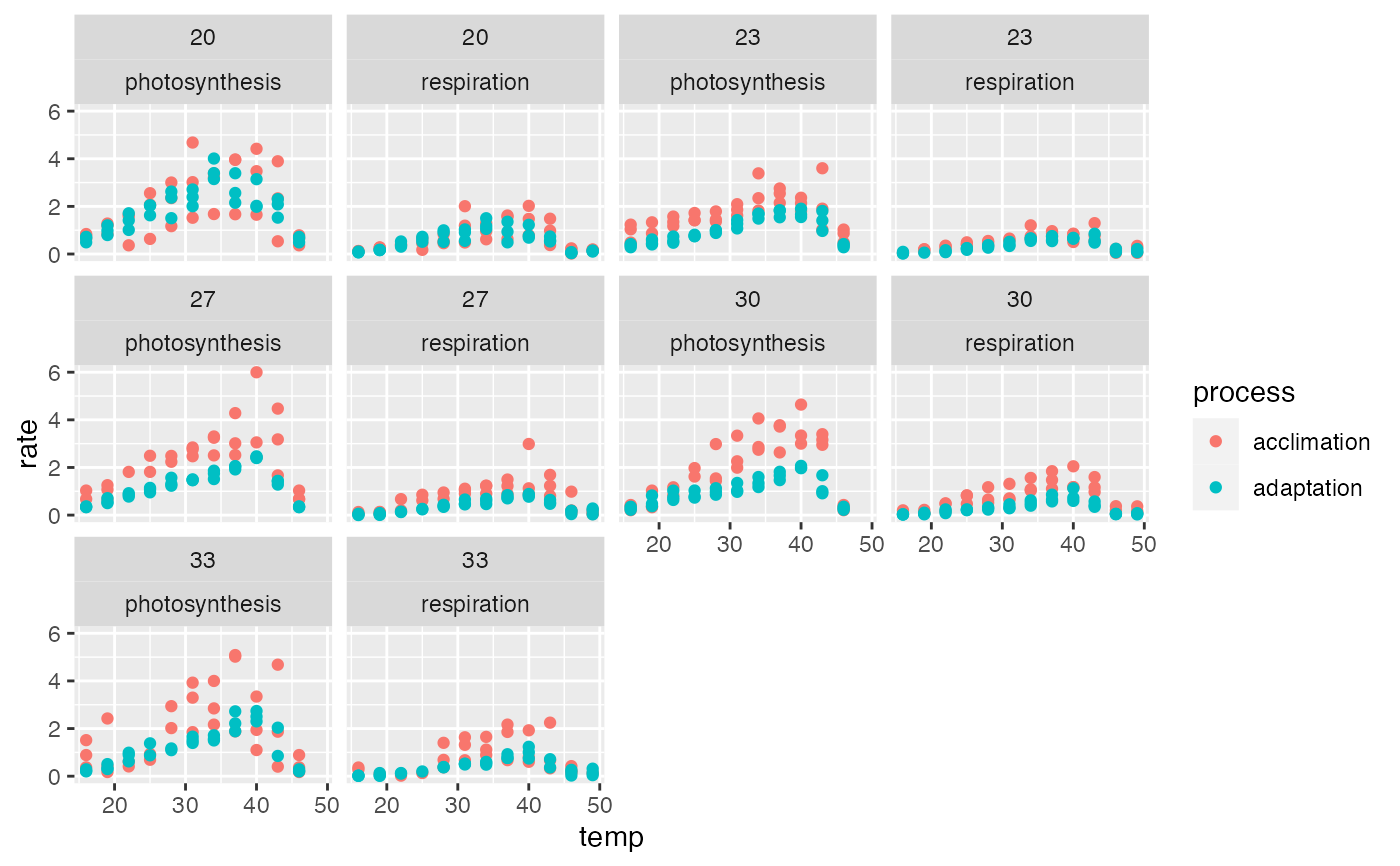 20 20 23 23
photosynthesis respiration photosynthesis respiration
6
4
2
0
27 27 30 30
photosynthesis respiration photosynthesis respiration
6
4
2
0
20 30 40 50 20 30 40 50
33 33
photosynthesis respiration
6
4
2
0
20 30 40 50 20 30 40 50
temp
rate
process
acclimation
adaptation